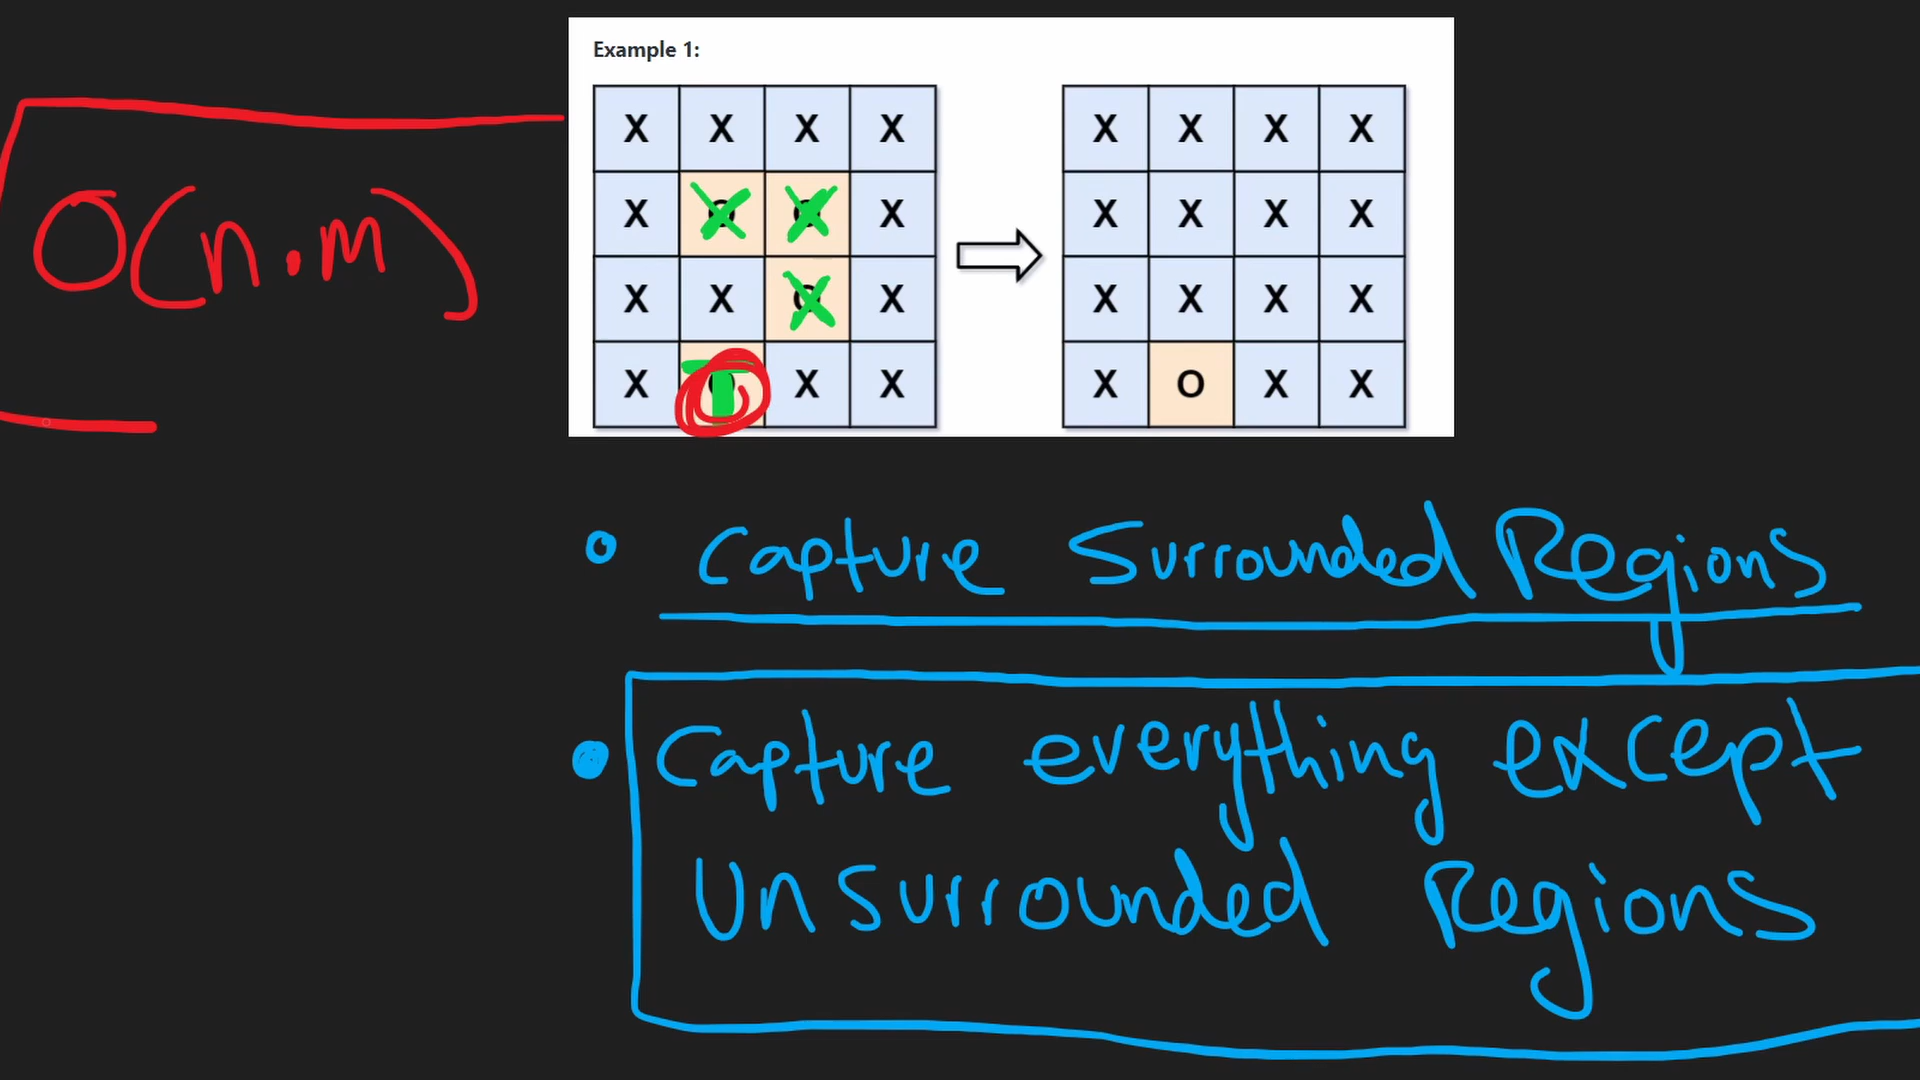 Example 1:
X X X X X X X X
X O O X X X X X
X X O X X X X X
X T X X X O X X
O(n.m)
Capture Surrounded Regions
Capture everything except
Unsurrounded Regions